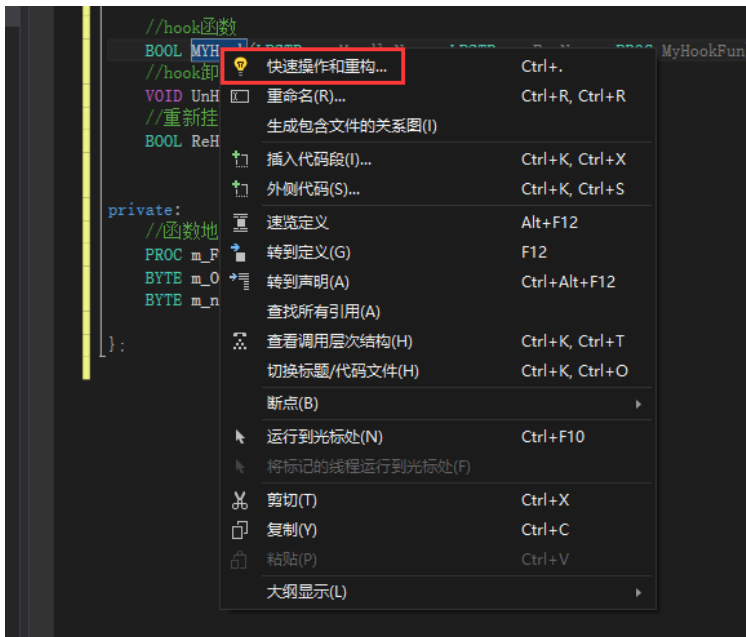 //hook函数
BOOL MYH MyHookFun
//hook卸
VOID UnH
//重新挂
BOOL ReH
private:
//函数地
PROC m_F
BYTE m_O
BYTE m_n
};
快速操作和重构... Ctrl+.
重命名(R)... Ctrl+R, Ctrl+R
生成包含文件的关系图(I)
插入代码段(I)... Ctrl+K, Ctrl+X
外侧代码(S)... Ctrl+K, Ctrl+S
速览定义 Alt+F12
转到定义(G) F12
转到声明(A) Ctrl+Alt+F12
查找所有引用(A)
查看调用层次结构(H) Ctrl+K, Ctrl+T
切换标题/代码文件(H) Ctrl+K, Ctrl+O
断点(B)
运行到光标处(N) Ctrl+F10
将标记的线程运行到光标处(F)
剪切(T) Ctrl+X
复制(Y) Ctrl+C
粘贴(P) Ctrl+V
大纲显示(L)